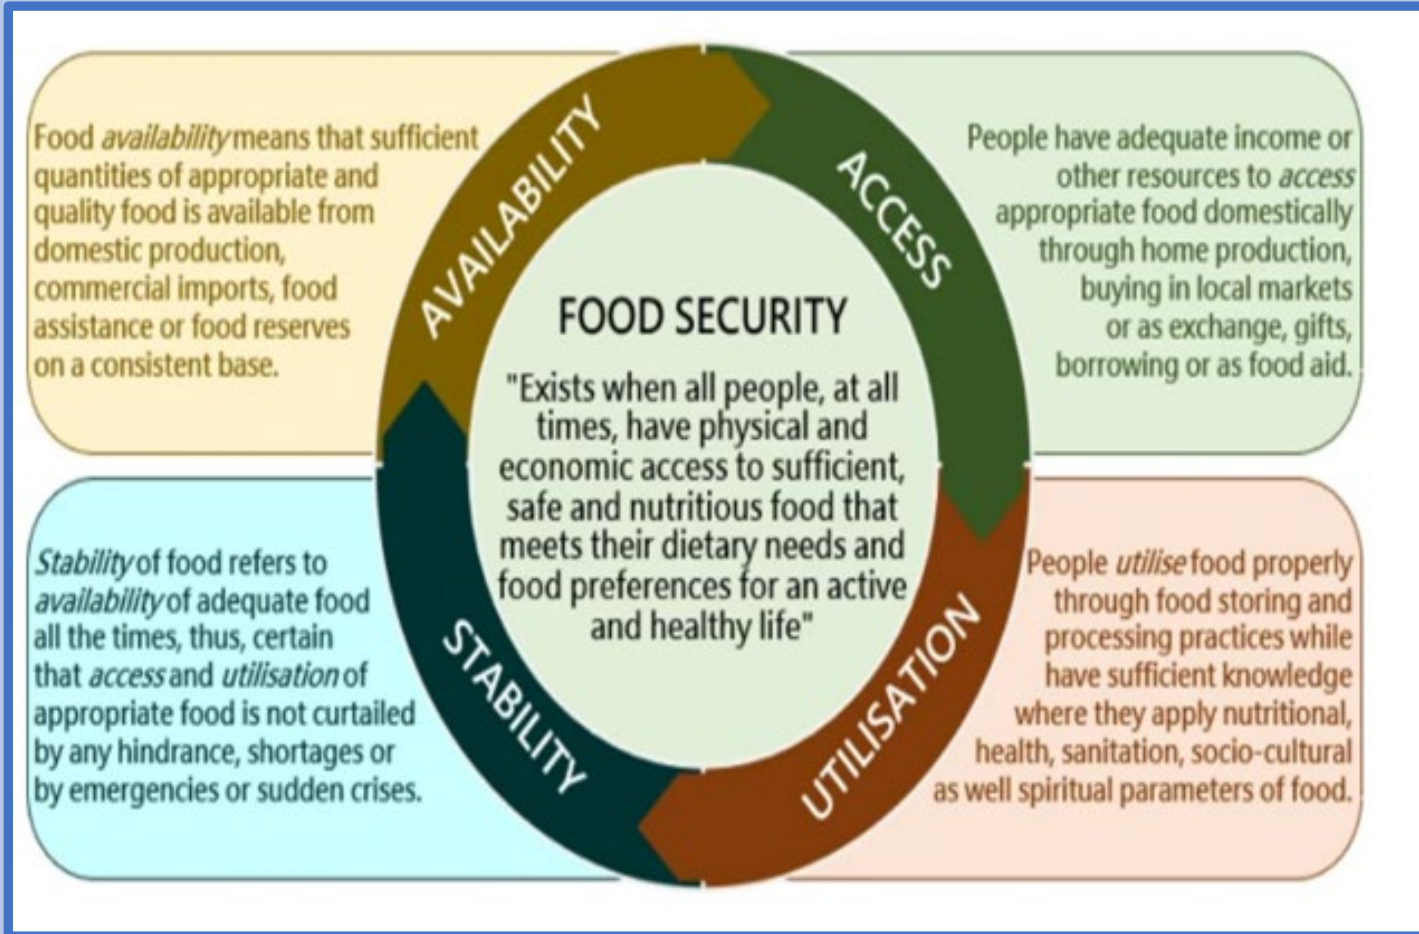 Food availability means that sufficient
quantities of appropriate and
quality food is available from
domestic production,
commercial imports, food
assistance or food reserves
on a consistent base.
AVAILABILITY
ACCESS
People have adequate income or
other resources to access
appropriate food domestically
through home production,
buying in local markets
or as exchange, gifts,
borrowing or as food aid.
FOOD SECURITY
"Exists when all people, at all
times, have physical and
economic access to sufficient,
safe and nutritious food that
meets their dietary needs and
food preferences for an active
and healthy life"
Stability of food refers to
availability of adequate food
all the times, thus, certain
that access and utilisation of
appropriate food is not curtailed
by any hindrance, shortages or
by emergencies or sudden crises.
STABILITY
UTILISATION
People utilise food properly
through food storing and
processing practices while
have sufficient knowledge
where they apply nutritional,
health, sanitation, socio-cultural
as well spiritual parameters of food.